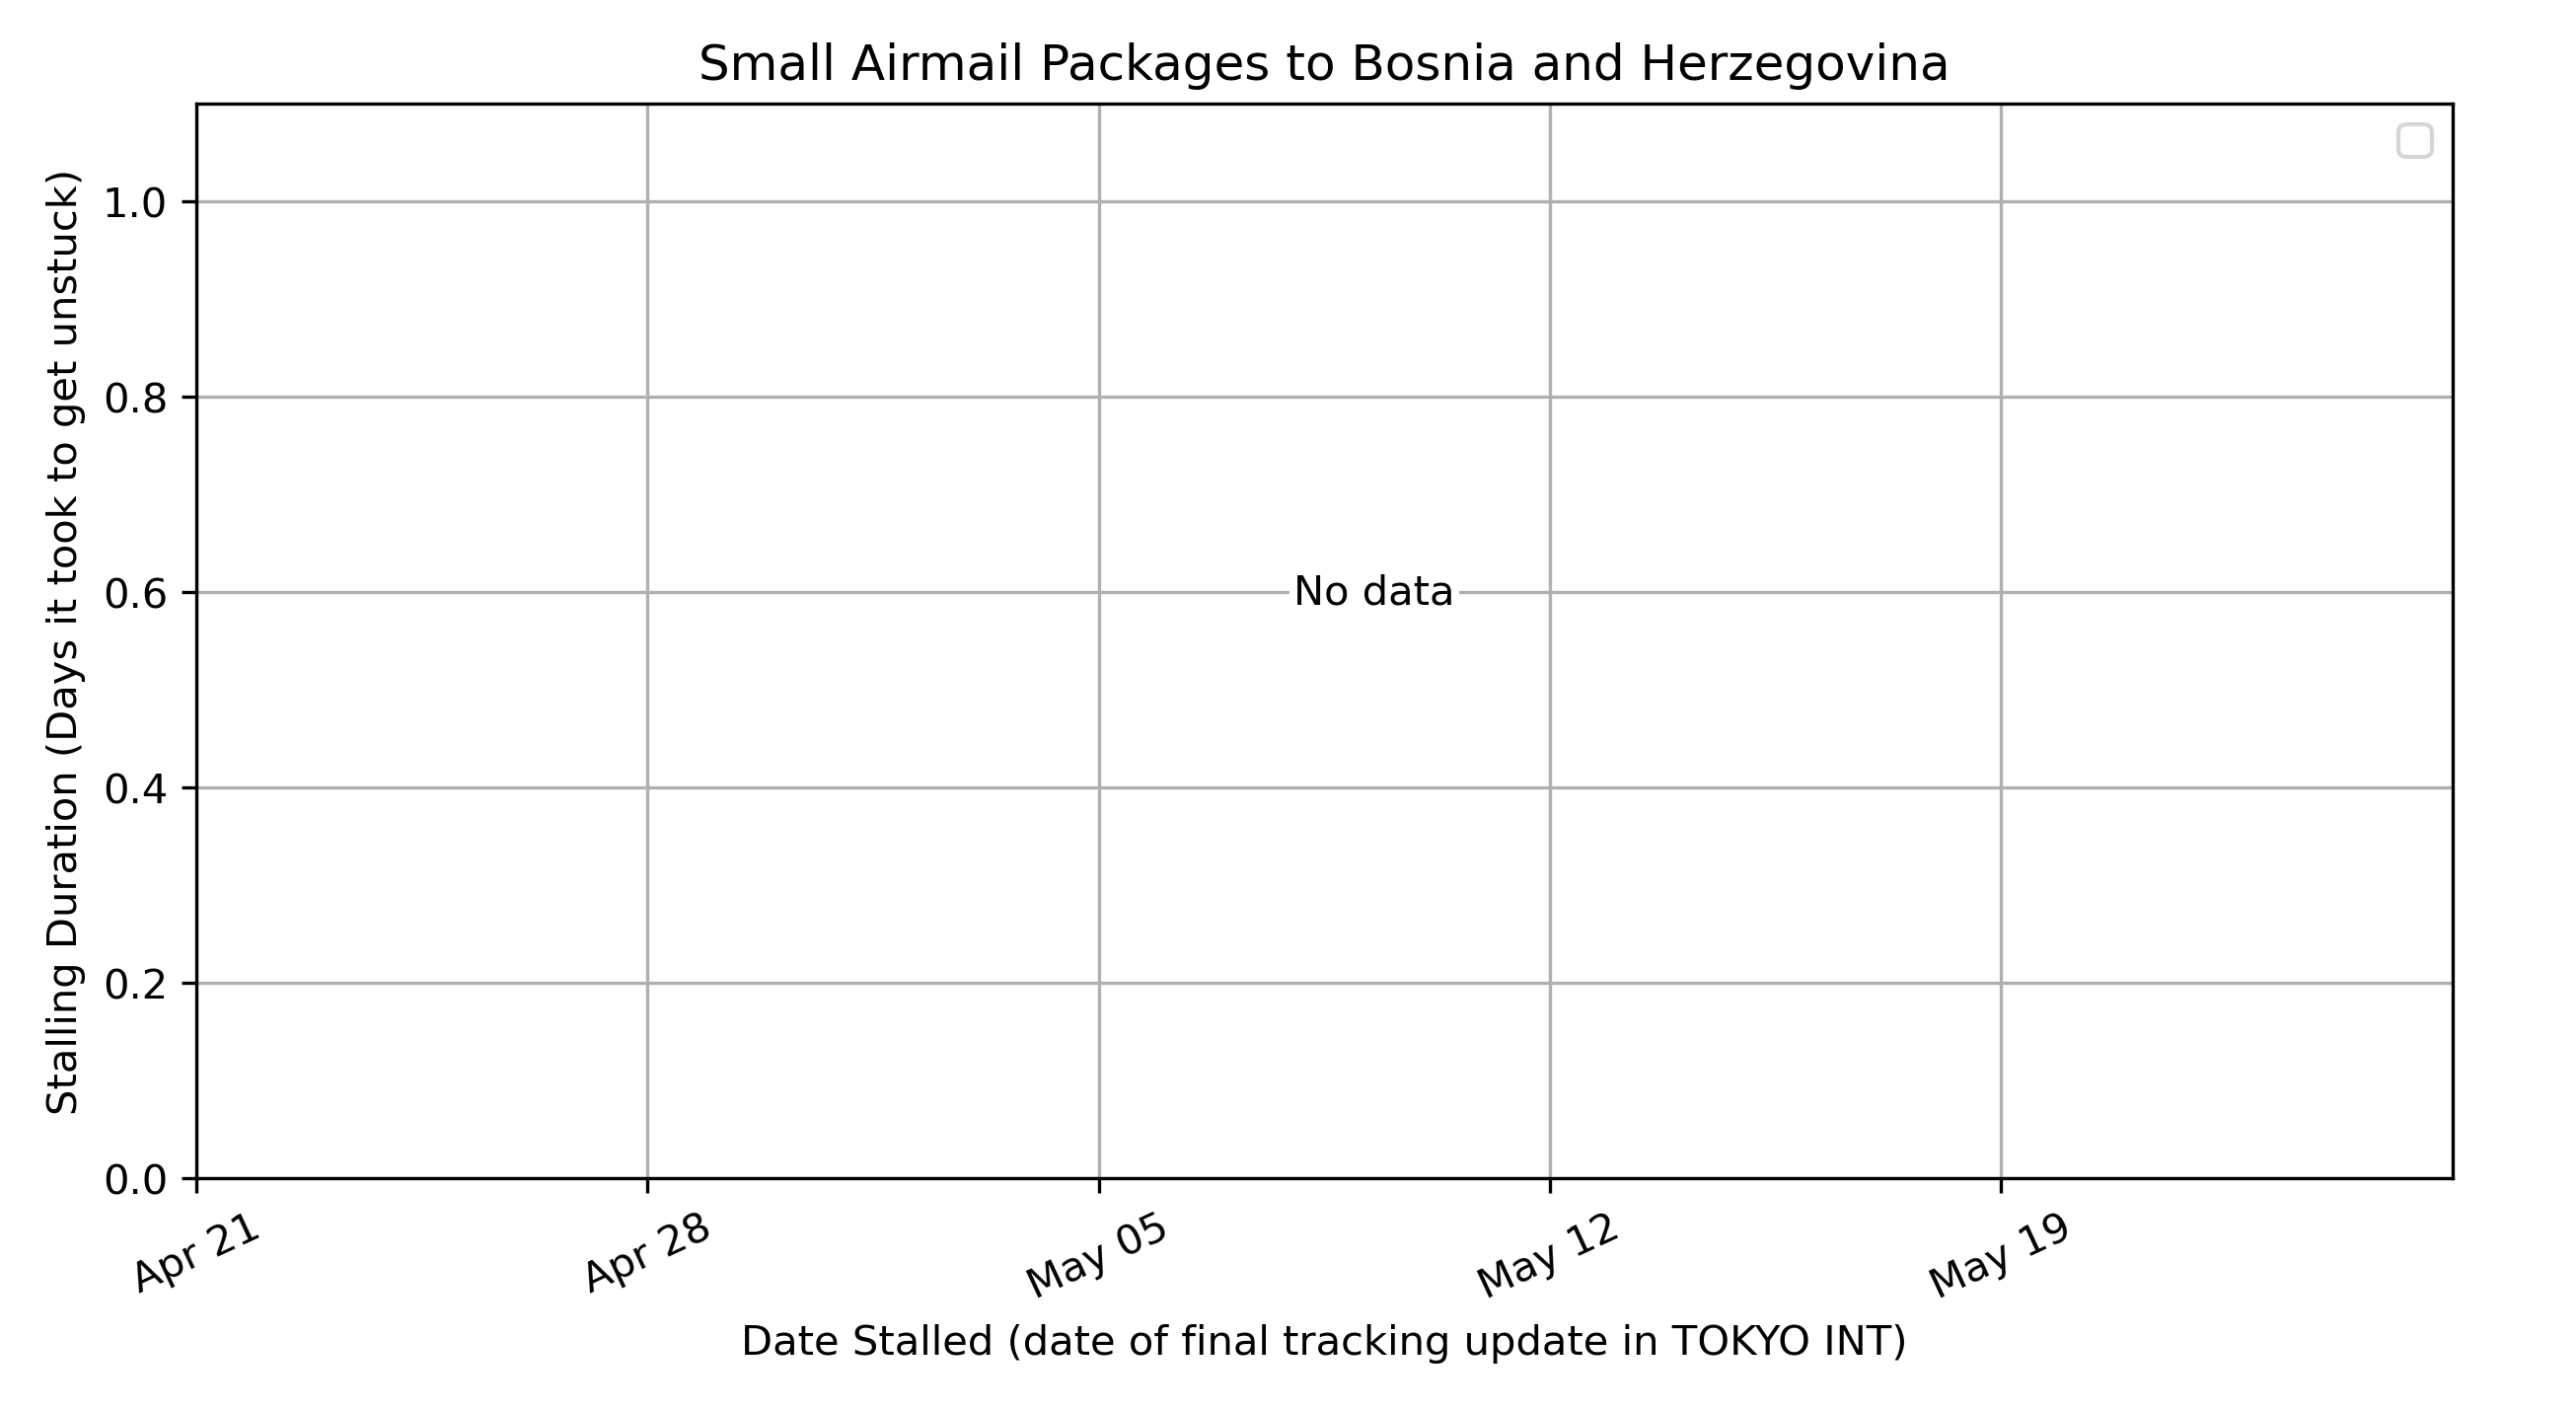 Small Airmail Packages to Bosnia and Herzegovina
Stalling Duration (Days it took to get unstuck)
1.0
0.8
0.6
0.4
0.2
0.0
No data
Apr 21
Apr 28
May 05
May 12
May 19
Date Stalled (date of final tracking update in TOKYO INT)